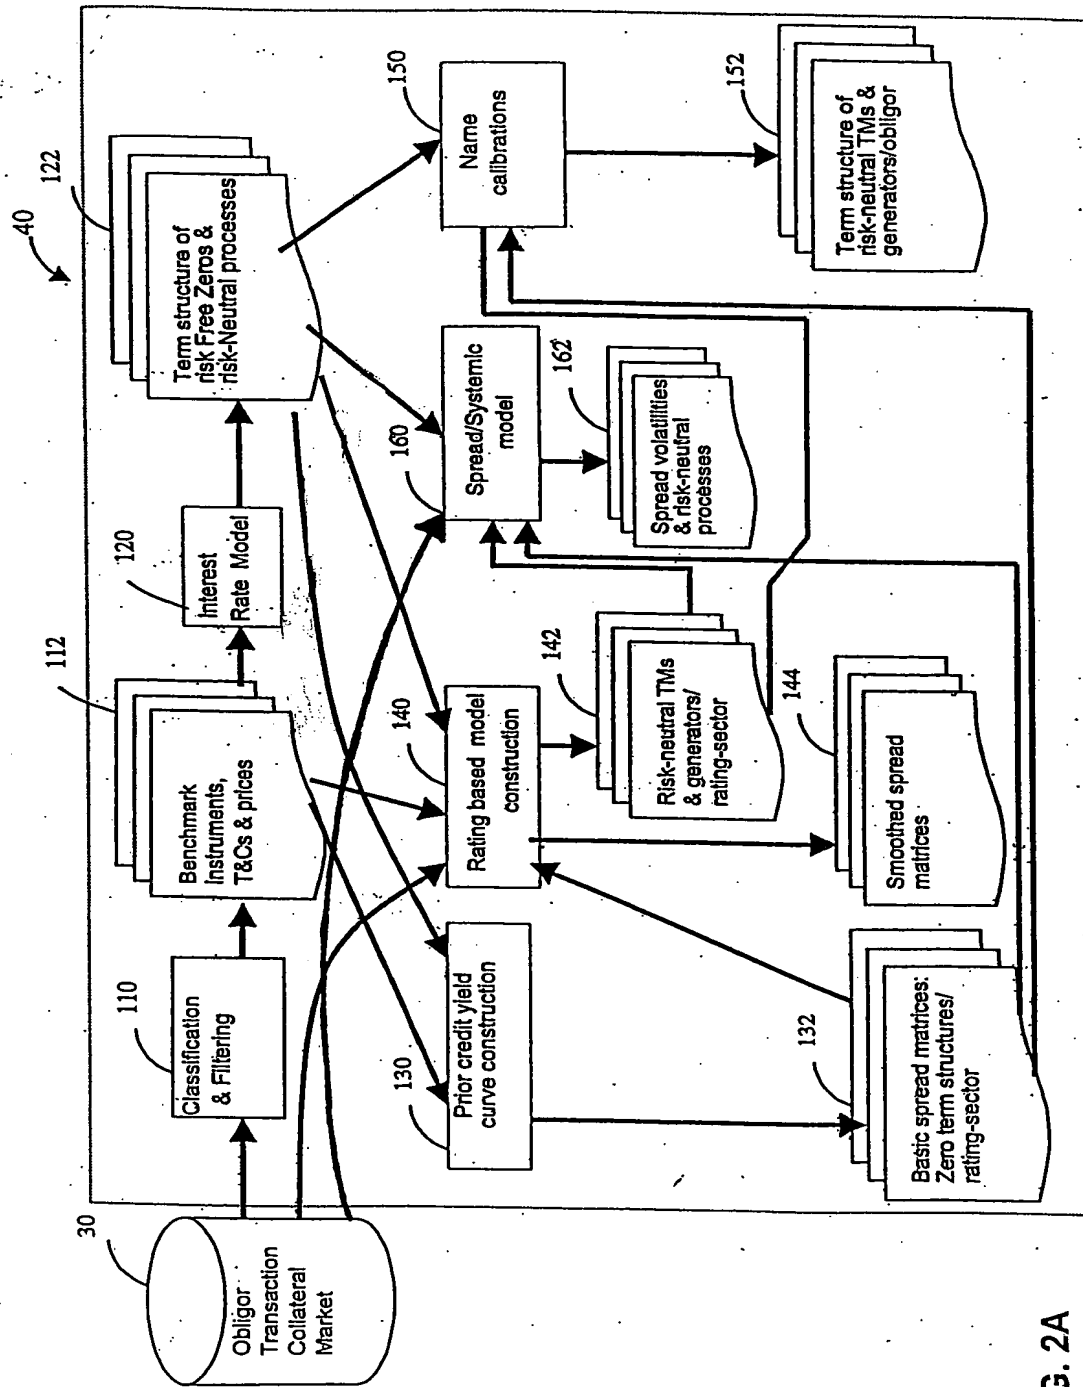 40
30
Obligor
Transaction
Collateral
Market
110
Classification
& Filtering
112
Benchmark
Instruments,
T&Cs & prices
120
Interest
Rate Model
122
Term structure of
risk Free Zeros &
risk-Neutral processes
130
Prior credit yield
curve construction
140
Rating based model
construction
160
Spread/Systemic
model
150
Name
calibrations
132
Basic spread matrices:
Zero term structures/
rating-sector
142
Risk-neutral TMs
& generators/
rating-sector
144
Smoothed spread
matrices
162
Spread volatilities
& risk-neutral
processes
152
Term structure of
risk-neutral TMs &
generators/obligor
G. 2A